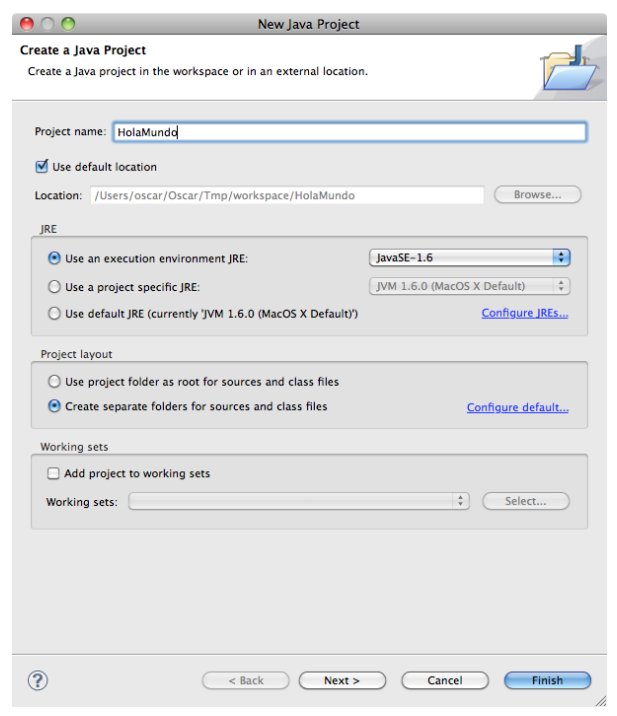 New Java Project
Create a Java Project
Create a Java project in the workspace or in an external location.
Project name: HolaMundo
Use default location
Location: /Users/oscar/Oscar/Tmp/workspace/HolaMundo Browse...
JRE
Use an execution environment JRE: JavaSE-1.6
Use a project specific JRE: JVM 1.6.0 (MacOS X Default)
Use default JRE (currently 'JVM 1.6.0 (MacOS X Default)') Configure JREs...
Project layout
Use project folder as root for sources and class files
Create separate folders for sources and class files Configure default...
Working sets
Add project to working sets
Working sets: Select...
? < Back Next > Cancel Finish